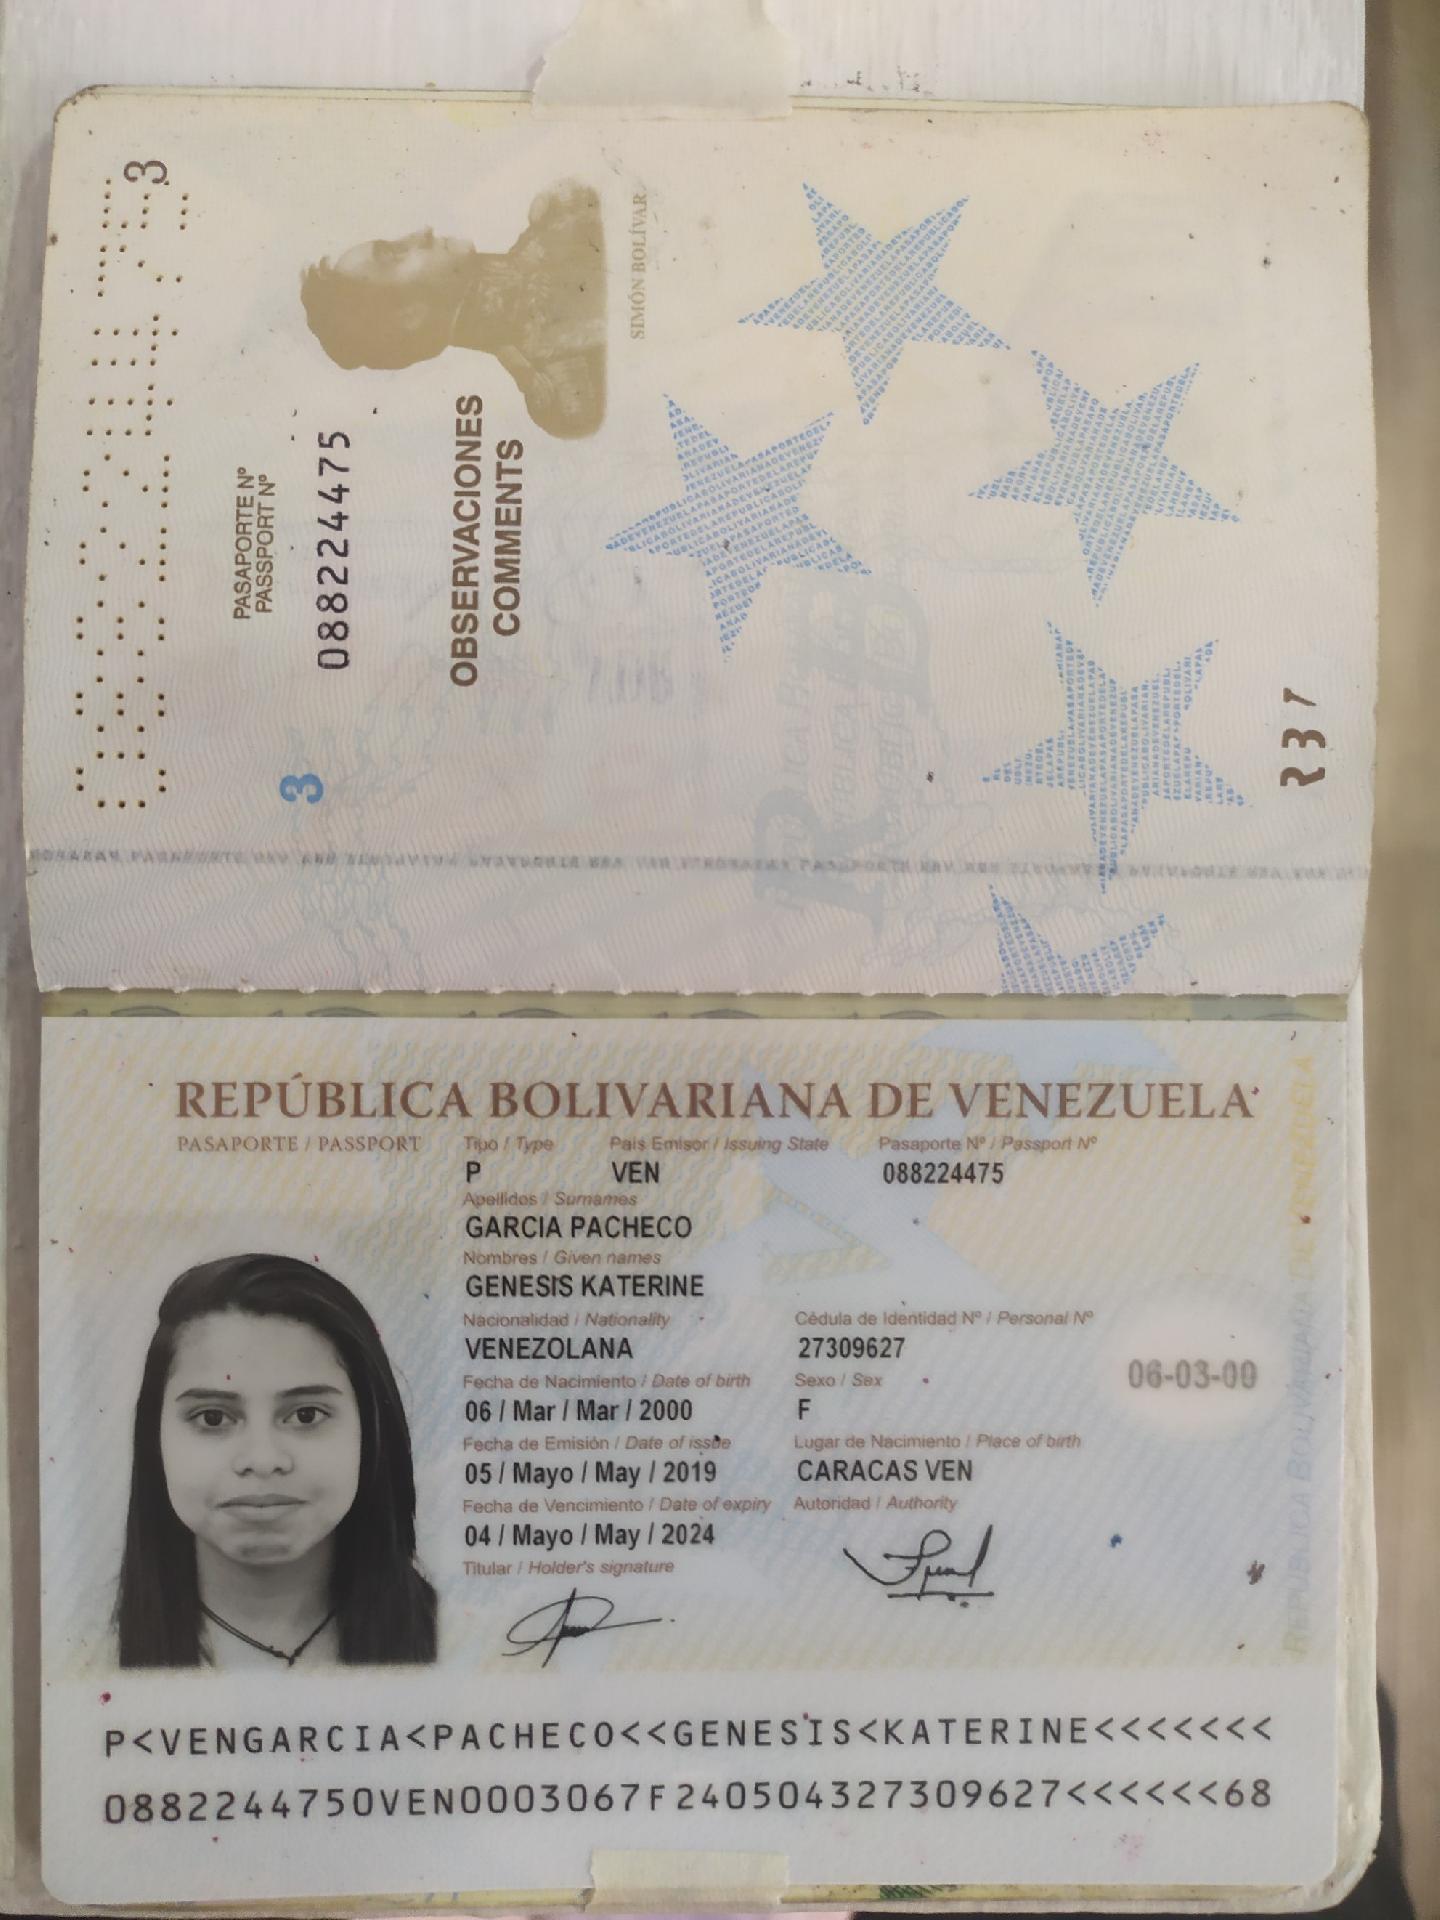 3
PASAPORTE Nº
PASSPORT Nº
088224475
OBSERVACIONES
COMMENTS
SIMÓN BOLÍVAR
3
REPÚBLICA BOLIVARIANA DE VENEZUELA
PASAPORTE / PASSPORT
Tipo / Type
País Emisor / Issuing State
Pasaporte Nº / Passport Nº
P
VEN
088224475
Apellidos / Surnames
GARCIA PACHECO
Nombres / Given names
GENESIS KATERINE
Nacionalidad / Nationality
Cédula de Identidad Nº / Personal Nº
VENEZOLANA
27309627
Fecha de Nacimiento / Date of birth
Sexo / Sex
06 / Mar / Mar / 2000
F
06-03-00
Fecha de Emisión / Date of issue
Lugar de Nacimiento / Place of birth
05 / Mayo / May / 2019
CARACAS VEN
Fecha de Vencimiento / Date of expiry
Autoridad / Authority
04 / Mayo / May / 2024
Titular / Holder's signature
REPÚBLICA BOLIVARIANA DE VENEZUELA
P<VENGARCIA<PACHECO<<GENESIS<KATERINE<<<<<<<
0882244750VEN0003067F240504327309627<<<<<<68